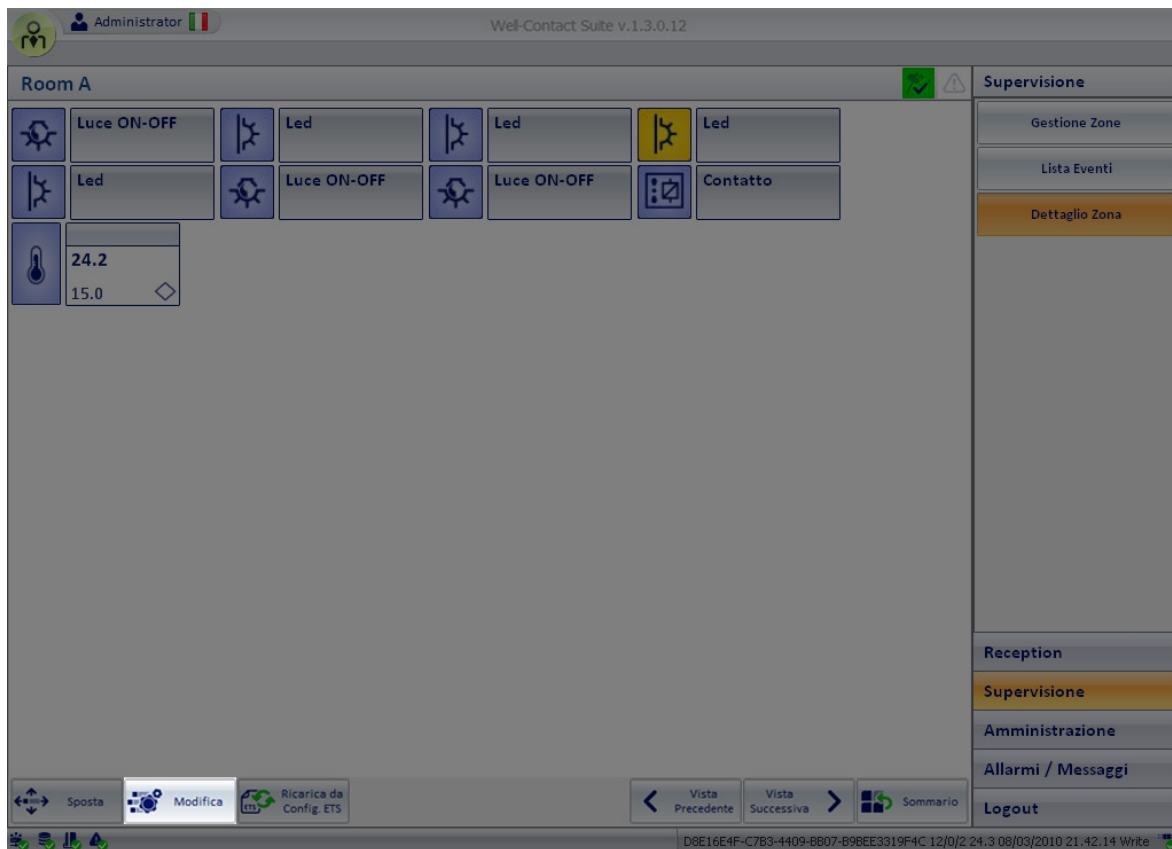 Administrator
Well-Contact Suite v.1.3.0.12
Room A
Supervisione
Luce ON-OFF
Led
Led
Led
Gestione Zone
Lista Eventi
Led
Luce ON-OFF
Luce ON-OFF
Contatto
Dettaglio Zona
24.2
15.0
Reception
Supervisione
Amministrazione
Allarmi / Messaggi
Sposta
Modifica
ETS
Ricarica da
Config. ETS
Vista
Precedente
Vista
Successiva
Sommario
Logout
D8E16E4F-C7B3-4409-BB07-B9BEE3319F4C 12/0/2 24.3 08/03/2010 21.42.14 Write